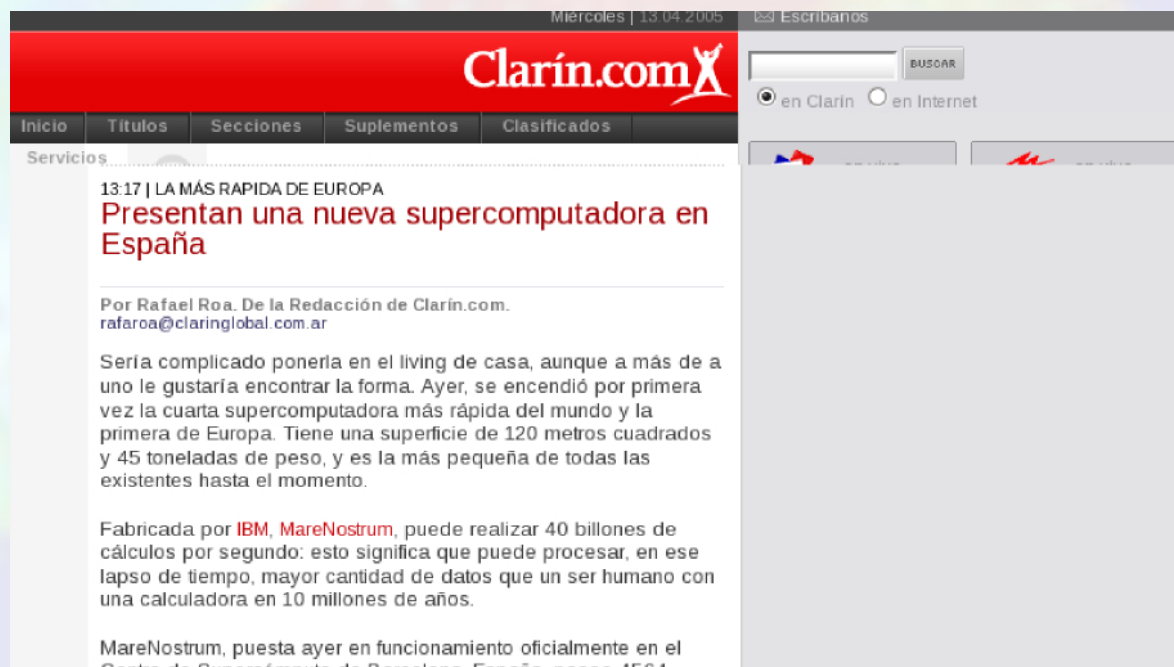 Miércoles | 13.04.2005
Escríbanos
Clarín.com
BUSCAR
en Clarín en Internet
Inicio Títulos Secciones Suplementos Clasificados
Servicios
13:17 | LA MÁS RAPIDA DE EUROPA
Presentan una nueva supercomputadora en
España
Por Rafael Roa. De la Redacción de Clarín.com.
rafaroa@claringlobal.com.ar
Sería complicado ponerla en el living de casa, aunque a más de a
uno le gustaría encontrar la forma. Ayer, se encendió por primera
vez la cuarta supercomputadora más rápida del mundo y la
primera de Europa. Tiene una superficie de 120 metros cuadrados
y 45 toneladas de peso, y es la más pequeña de todas las
existentes hasta el momento.
Fabricada por IBM, MareNostrum, puede realizar 40 billones de
cálculos por segundo: esto significa que puede procesar, en ese
lapso de tiempo, mayor cantidad de datos que un ser humano con
una calculadora en 10 millones de años.
MareNostrum, puesta ayer en funcionamiento oficialmente en el